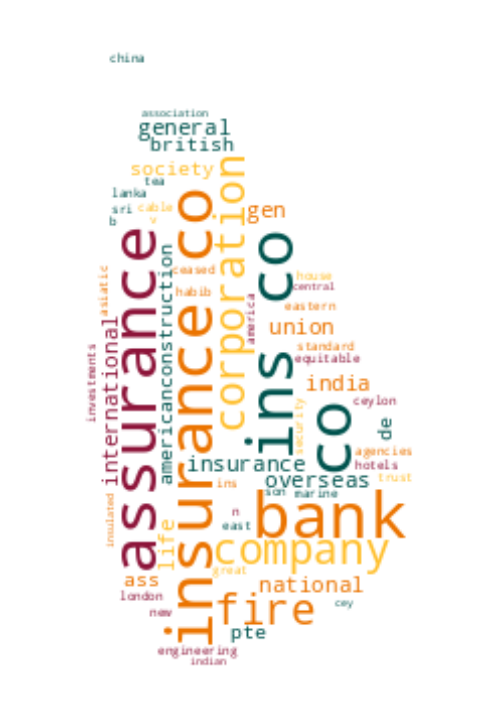 china
association
general
british
society
tea
lanka
sri
cable
b
v
gen
corporation
insurance co
assurance
ins co
asiatic
ceased
habib
americanconstruction
america
house
central
eastern
union
standard
equitable
international
investments
india
ceylon
co
de
security
agencies
hotels
trust
insurance
overseas
ins
son
marine
insulated
bank
n
east
life
company
great
ass
national
london
fire
cey
new
pte
engineering
indian